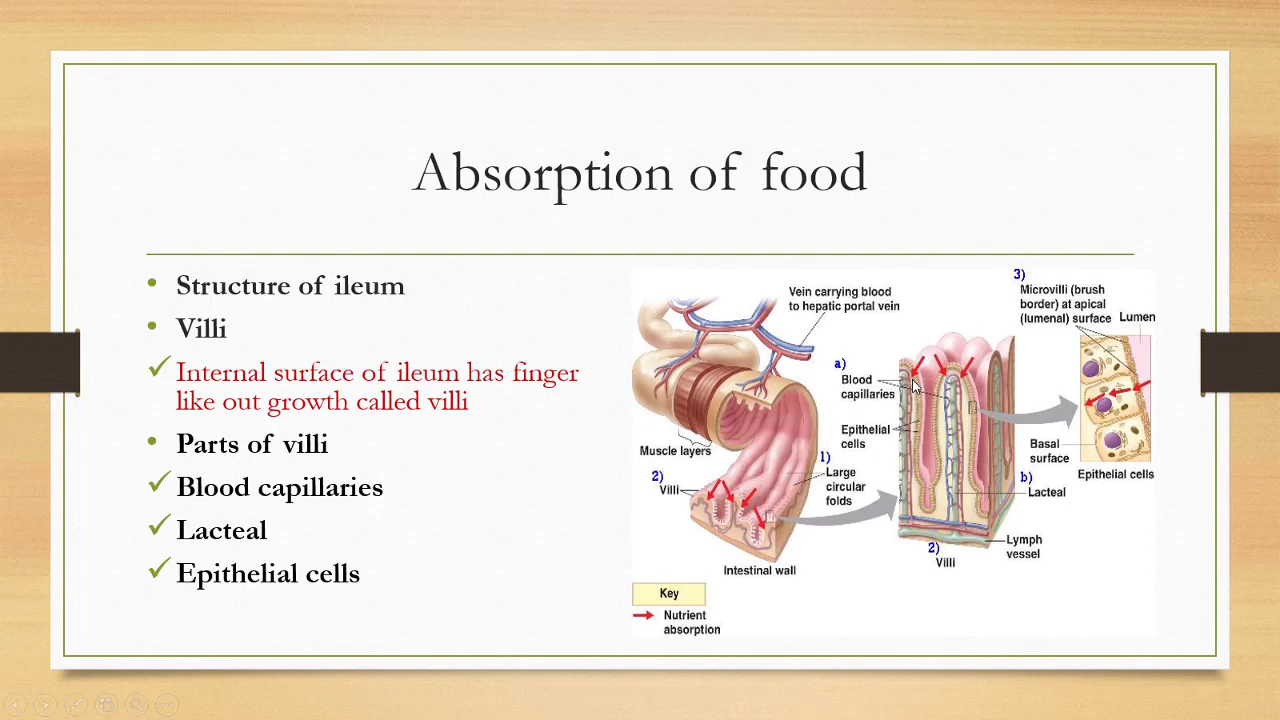 Absorption of food
• Structure of ileum
• Villi
✓ Internal surface of ileum has finger
like out growth called villi
• Parts of villi
✓ Blood capillaries
✓ Lacteal
✓ Epithelial cells
Vein carrying blood
to hepatic portal vein
Muscle layers
2)
Villi
1)
Large
circular
folds
Intestinal wall
Key
Nutrient
absorption
a)
Blood
capillaries
Epithelial
cells
2)
Villi
3)
Microvilli (brush
border) at apical
(lumenal) surface
Lumen
Basal
surface
Epithelial cells
b)
Lacteal
Lymph
vessel